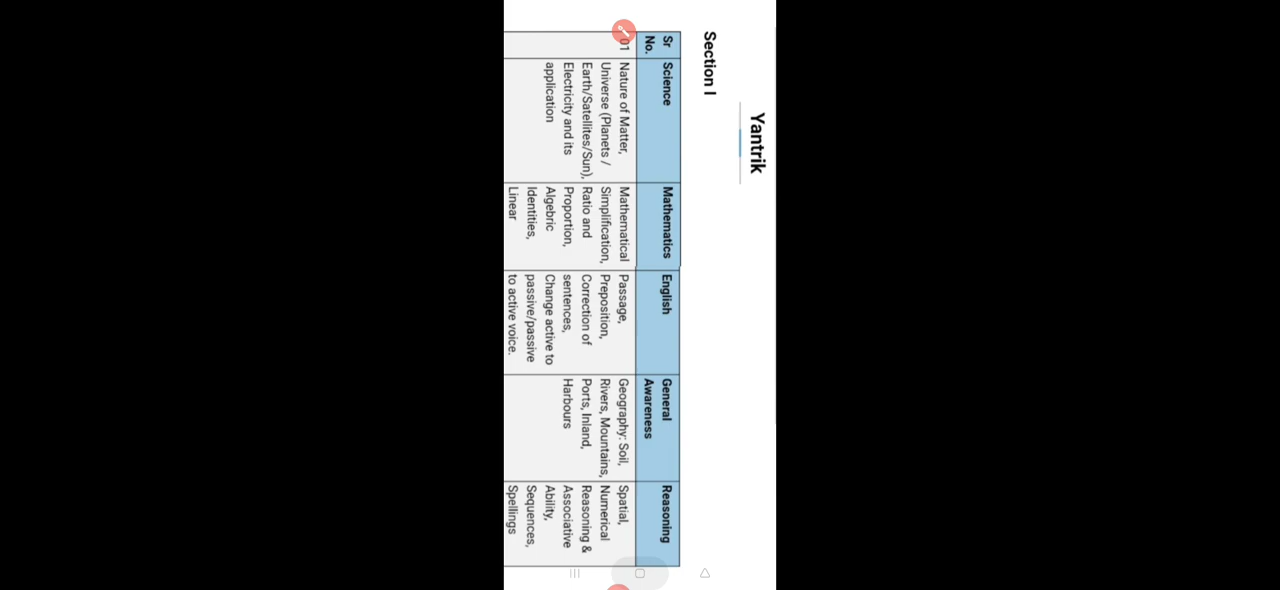 Yantrik
Section I
Sr
No.
Science
Mathematics
English
General
Awareness
Reasoning
01
Nature of Matter,
Universe (Planets /
Earth/Satellites/Sun),
Electricity and its
application
Mathematical
Simplification,
Ratio and
Proportion,
Algebric
Identities,
Linear
Passage,
Preposition,
Correction of
sentences,
Change active to
passive/passive
to active voice.
Geography: Soil,
Rivers, Mountains,
Ports, Inland,
Harbours
Spatial,
Numerical
Reasoning &
Associative
Ability,
Sequences,
Spellings